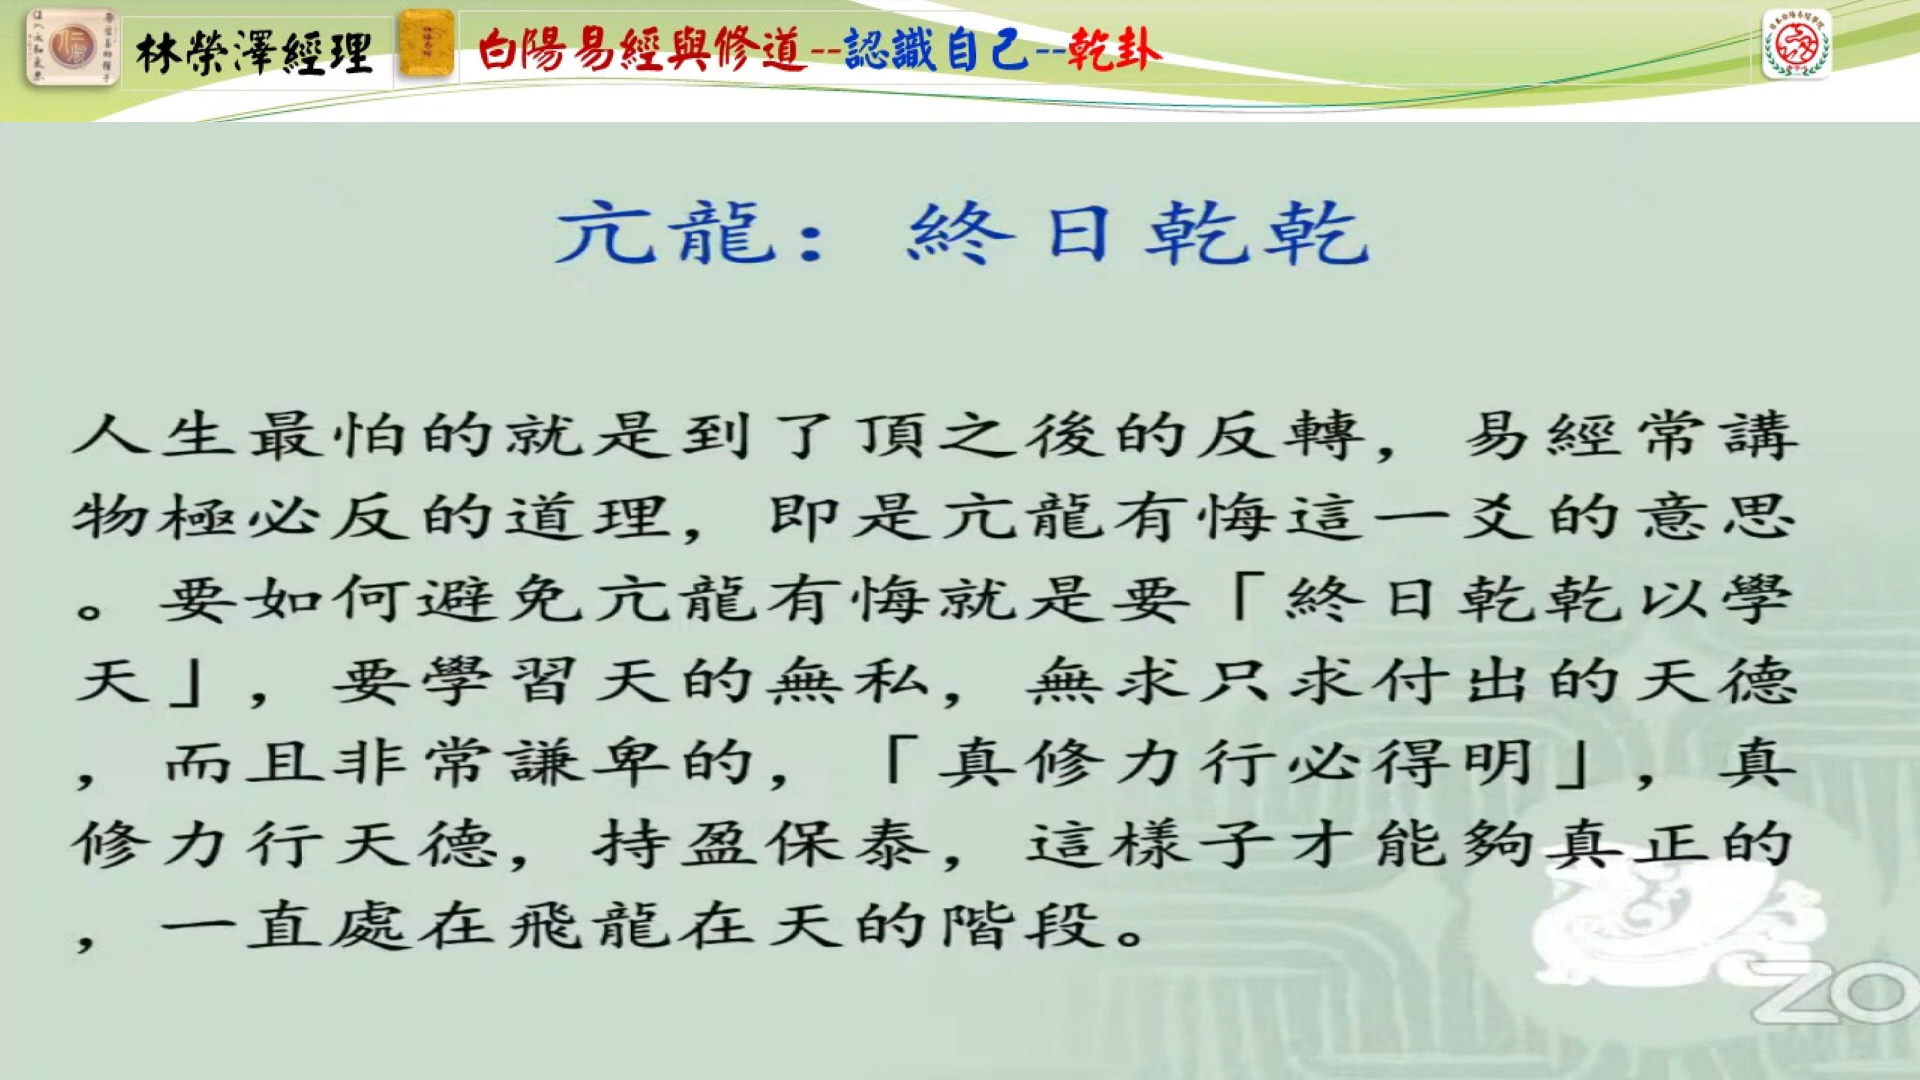 林榮澤經理
白陽易經與修道--認識自己--乾卦
亢龍：終日乾乾
人生最怕的就是到了頂之後的反轉，易經常講
物極必反的道理，即是亢龍有悔這一爻的意思
。要如何避免亢龍有悔就是要「終日乾乾以學
天」，要學習天的無私，無求只求付出的天德
，而且非常謙卑的，「真修力行必得明」，真
修力行天德，持盈保泰，這樣子才能夠真正的
，一直處在飛龍在天的階段。
ZO